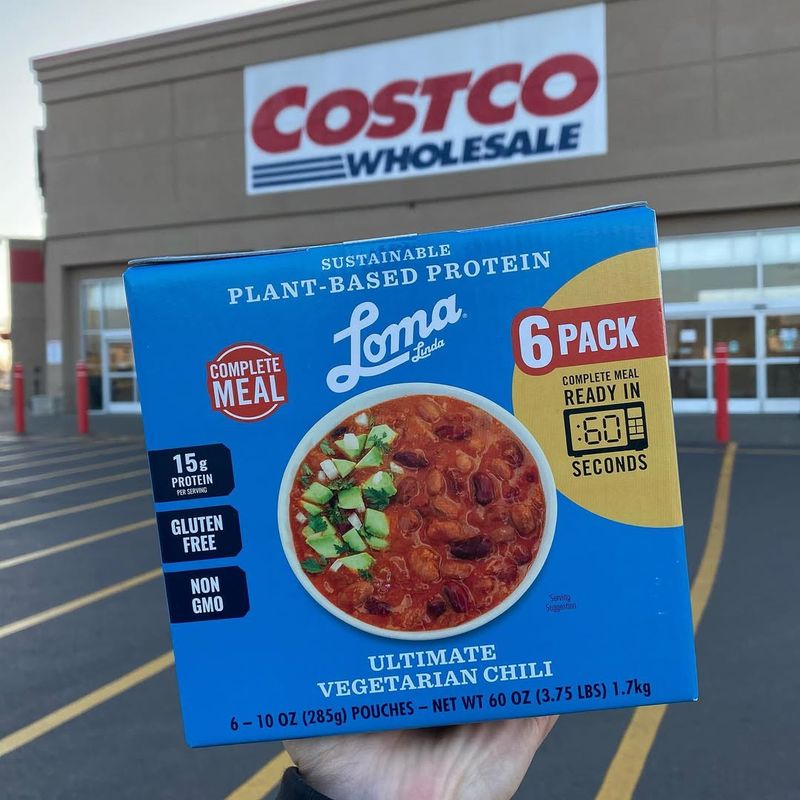 COSTCO
WHOLESALE
SUSTAINABLE
PLANT-BASED PROTEIN
Loma
Linda
6 PACK
COMPLETE MEAL
READY IN
:60
SECONDS
COMPLETE
MEAL
15g
PROTEIN
PER SERVING
GLUTEN
FREE
NON
GMO
Serving
Suggestion
ULTIMATE
VEGETARIAN CHILI
6 – 10 OZ (285g) POUCHES – NET WT 60 OZ (3.75 LBS) 1.7kg